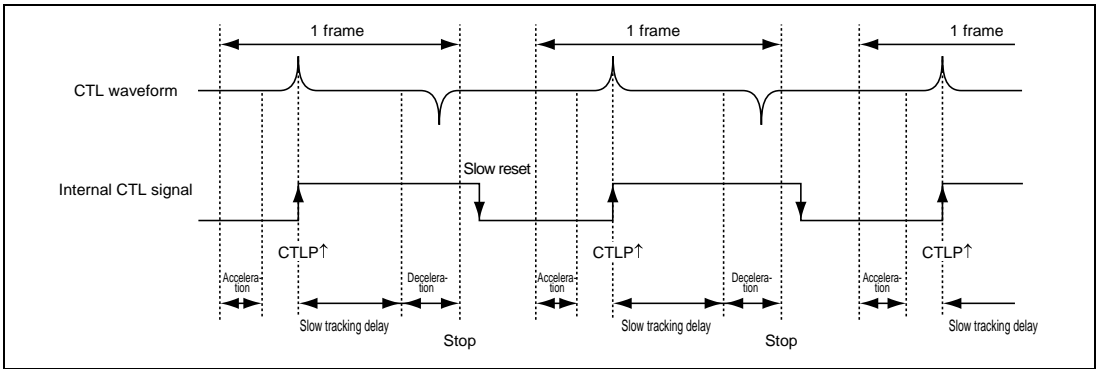 1 frame 1 frame 1 frame
CTL waveform
Slow reset
Internal CTL signal
CTLP↑ CTLP↑ CTLP↑
Accelera-
tion
Decelera-
tion
Accelera-
tion
Decelera-
tion
Accelera-
tion
Slow tracking delay Slow tracking delay Slow tracking delay
Stop Stop